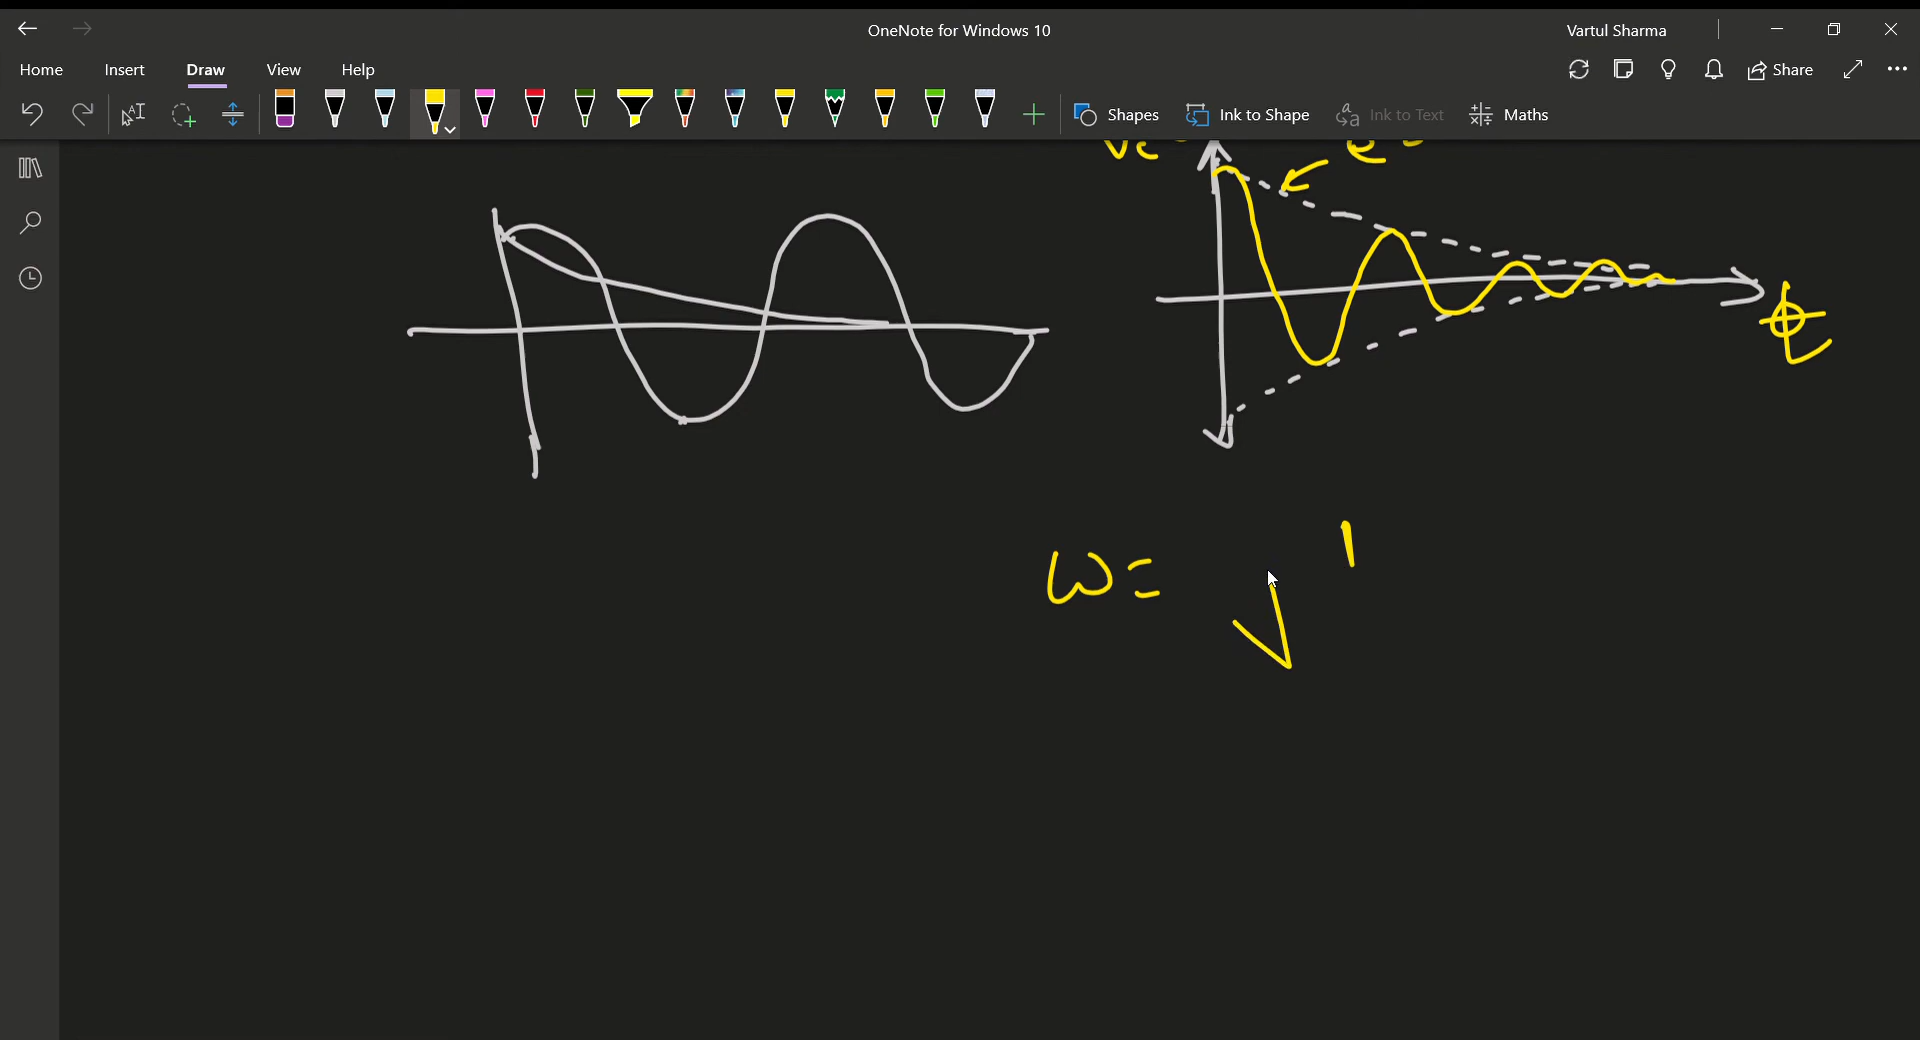 OneNote for Windows 10
Vartul Sharma
Home Insert Draw View Help
Share
Shapes Ink to Shape Ink to Text Maths
t
ω =